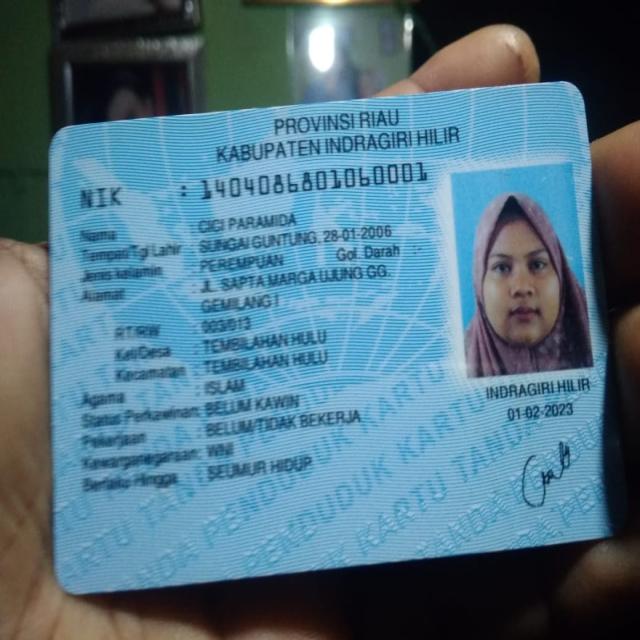 PROVINSI RIAU
KABUPATEN INDRAGIRI HILIR
NIK : 1404086801060001
Nama : CICI PARAMIDA
Tempat/Tgl Lahir : SUNGAI GUNTUNG, 28-01-2006
Jenis kelamin : PEREMPUAN Gol. Darah : -
Alamat : JL. SAPTA MARGA UJUNG GG.
GEMILANG I
RT/RW : 003/013
Kel/Desa : TEMBILAHAN HULU
Kecamatan : TEMBILAHAN HULU
Agama : ISLAM
Status Perkawinan: BELUM KAWIN
Pekerjaan : BELUM/TIDAK BEKERJA
Kewarganegaraan: WNI
Berlaku Hingga : SEUMUR HIDUP
INDRAGIRI HILIR
01-02-2023
KARTU TANDA PENDUDUK KARTU TANDA PENDUDUK